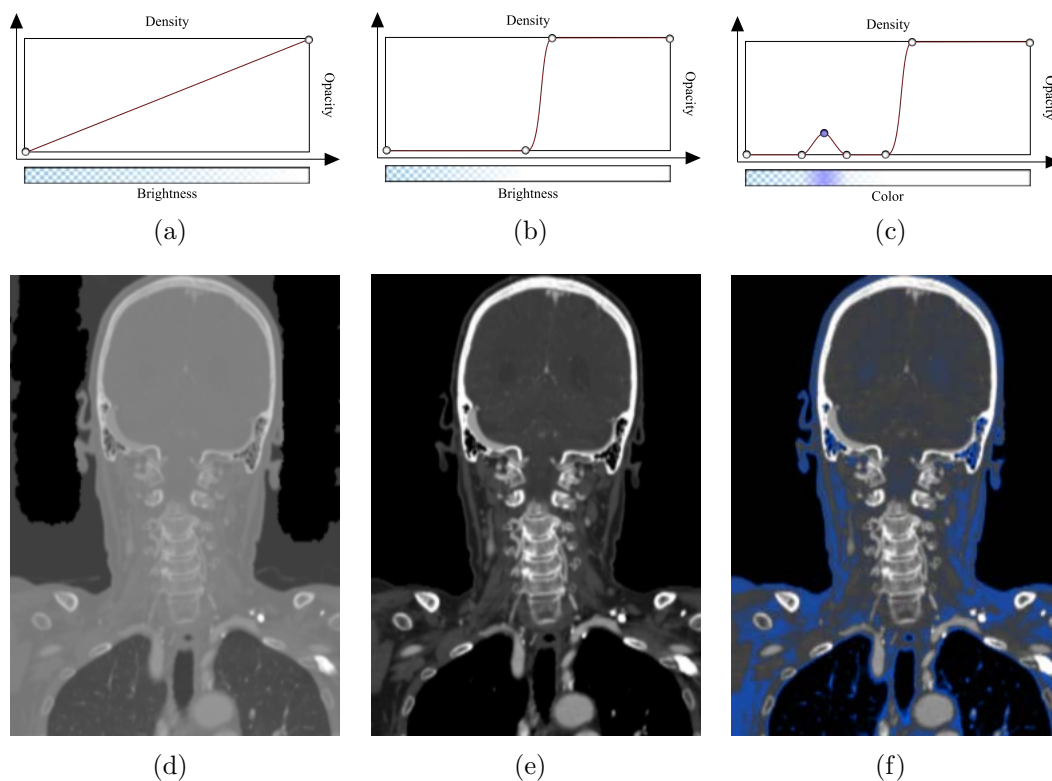 Density
Opacity
Brightness
(a)
Density
Opacity
Brightness
(b)
Density
Opacity
Color
(c)
(d)
(e)
(f)